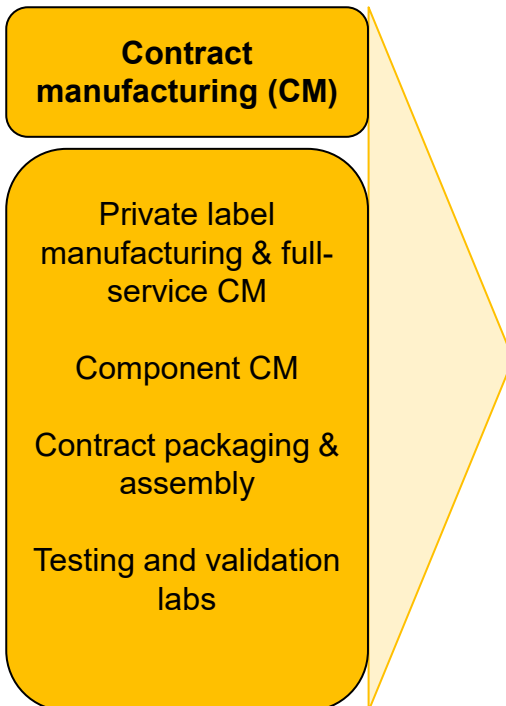 Contract
manufacturing (CM)
Private label
manufacturing & full-
service CM
Component CM
Contract packaging &
assembly
Testing and validation
labs